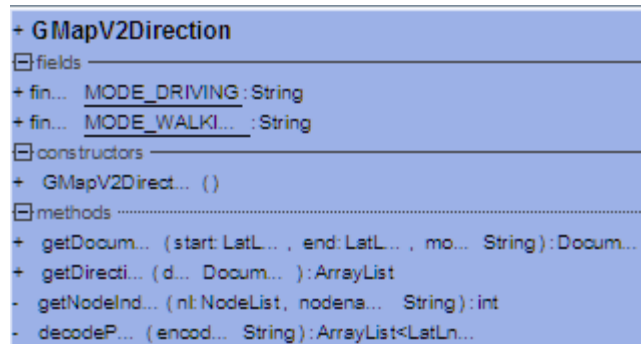 + GMapV2Direction
fields
+ fin... MODE_DRIVING : String
+ fin... MODE_WALKI... : String
constructors
+ GMapV2Direct... ()
methods
+ getDocum... (start: LatL... , end: LatL... , mo... String) : Docum...
+ getDirecti... (d... Docum... ) : ArrayList
- getNodeInd... (nl: NodeList, nodena... String) : int
- decodeP... (encod... String) : ArrayList<LatLn...